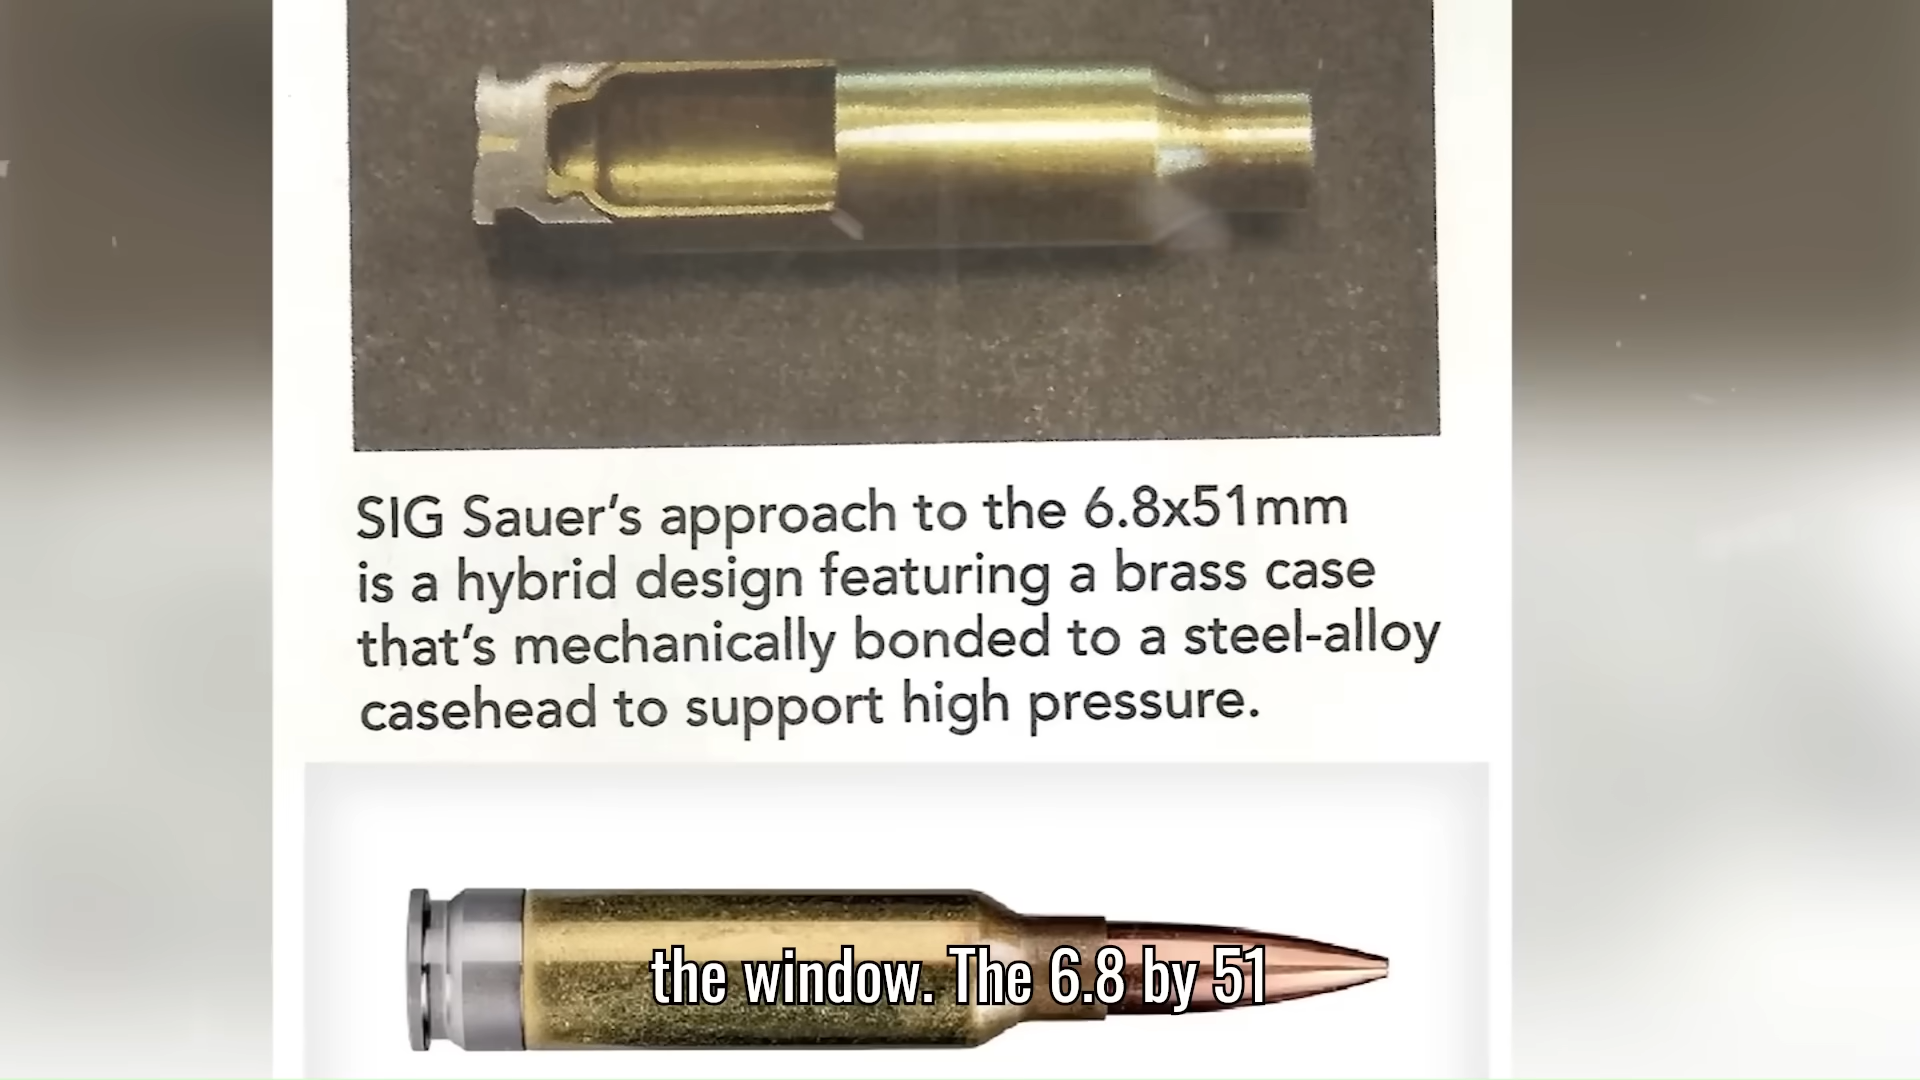 SIG Sauer's approach to the 6.8x51mm
is a hybrid design featuring a brass case
that's mechanically bonded to a steel-alloy
casehead to support high pressure.
the window. The 6.8 by 51